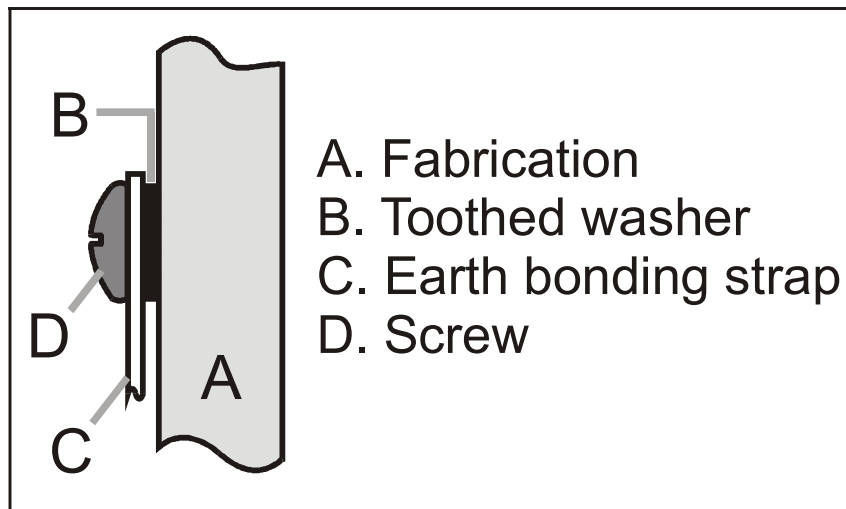 B
A. Fabrication
B. Toothed washer
C. Earth bonding strap
D. Screw
D
A
C